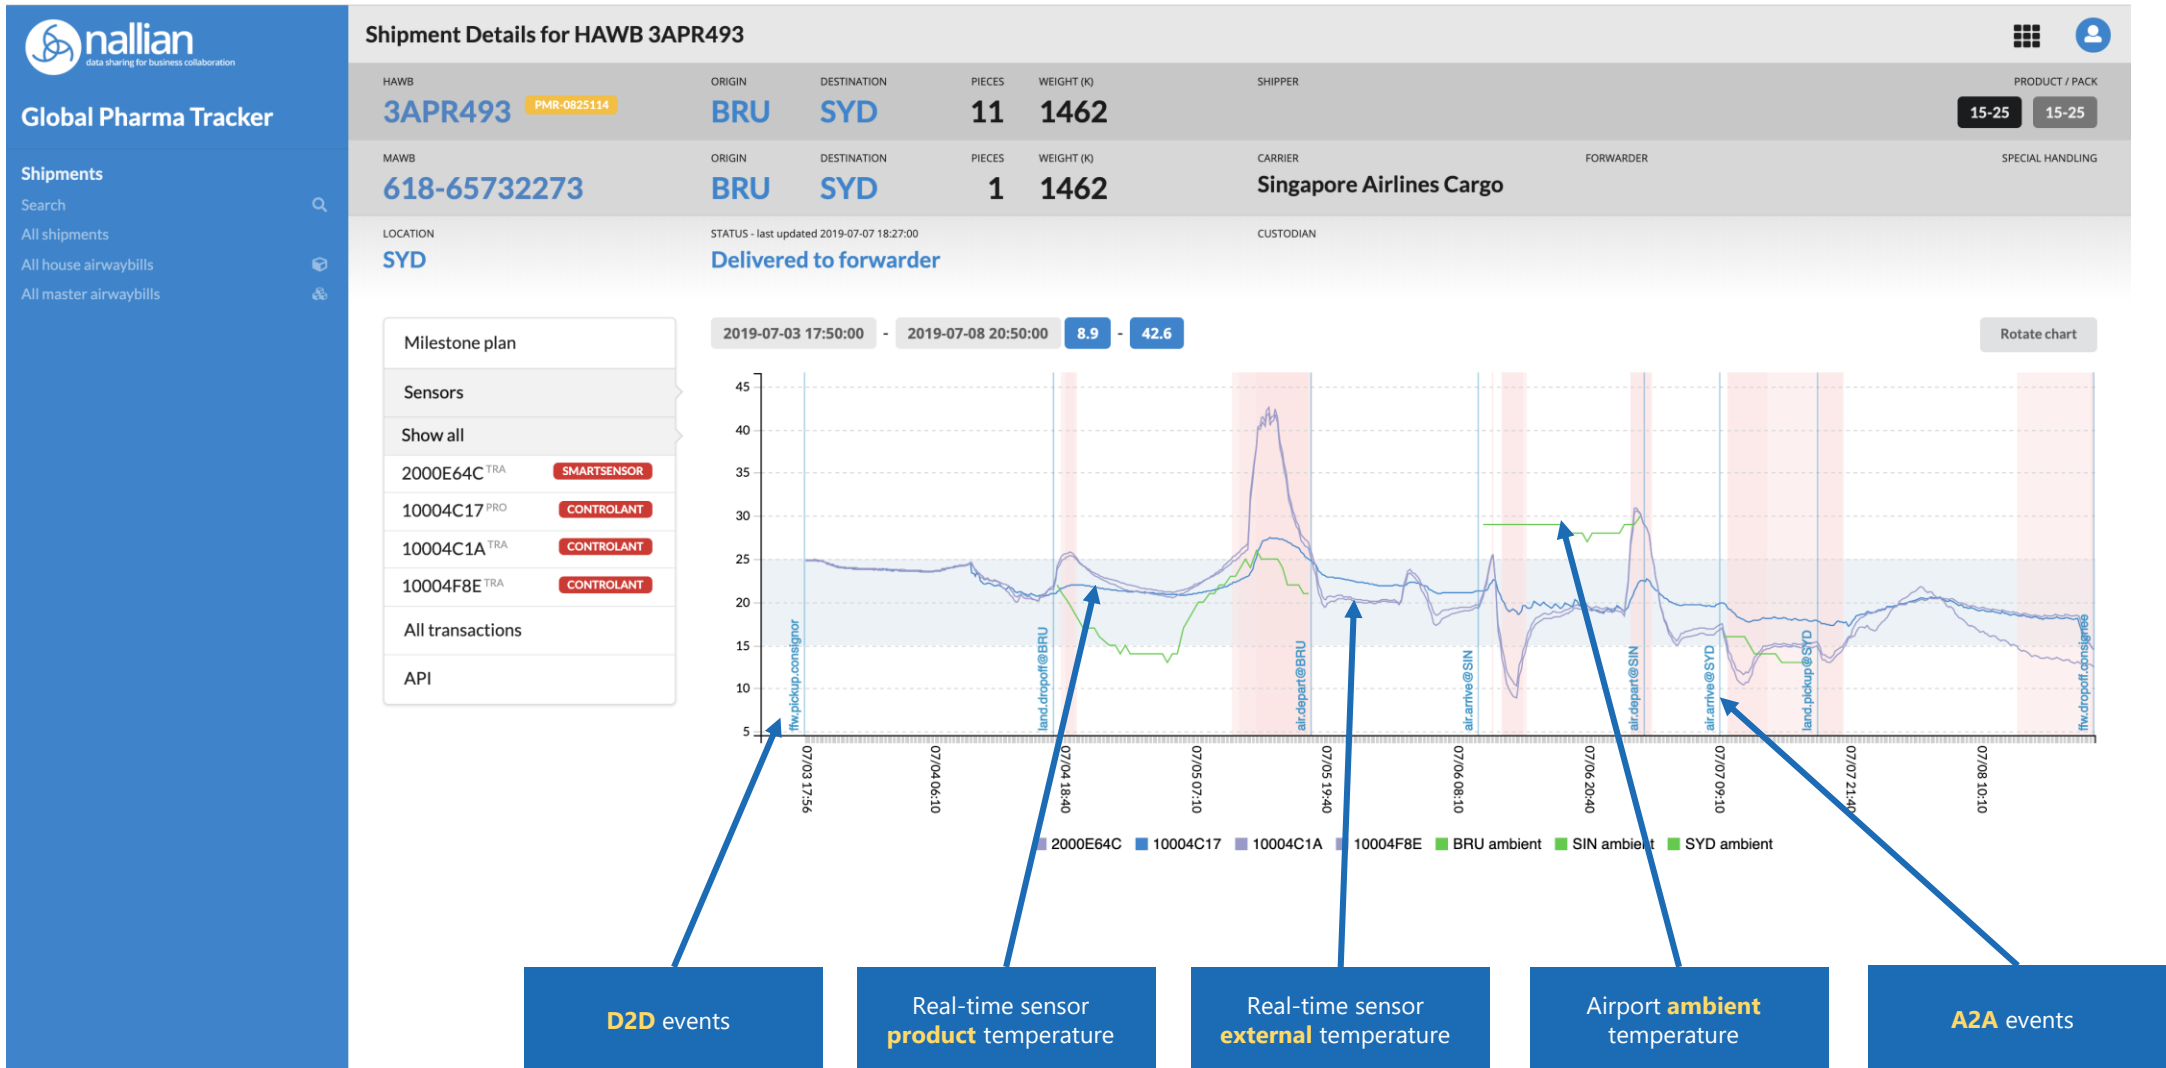 nallian
data sharing for business collaboration
Global Pharma Tracker
Shipments
Search
All shipments
All house airwaybills
All master airwaybills
Shipment Details for HAWB 3APR493
HAWB ORIGIN DESTINATION PIECES WEIGHT (K) SHIPPER PRODUCT / PACK
3APR493 PMR-0825114 BRU SYD 11 1462 15-25 15-25
MAWB ORIGIN DESTINATION PIECES WEIGHT (K) CARRIER FORWARDER SPECIAL HANDLING
618-65732273 BRU SYD 1 1462 Singapore Airlines Cargo
LOCATION STATUS - last updated 2019-07-07 18:27:00 CUSTODIAN
SYD Delivered to forwarder
Milestone plan
Sensors
Show all
2000E64C TRA SMARTSENSOR
10004C17 PRO CONTROLANT
10004C1A TRA CONTROLANT
10004F8E TRA CONTROLANT
All transactions
API
2019-07-03 17:50:00 - 2019-07-08 20:50:00 8.9 - 42.6 Rotate chart
45
40
35
30
25
20
15
10
5
ffw.pickup.consignor
land.dropoff@BRU
air.depart@BRU
air.arrive@SIN
air.depart@SIN
air.arrive@SYD
land.pickup@SYD
ffw.dropoff.consignee
07/03 17:56
07/04 06:10
07/04 18:40
07/05 07:10
07/05 19:40
07/06 08:10
07/06 20:40
07/07 09:10
07/07 21:40
07/08 10:10
2000E64C 10004C17 10004C1A 10004F8E BRU ambient SIN ambient SYD ambient
D2D events
Real-time sensor
product temperature
Real-time sensor
external temperature
Airport ambient
temperature
A2A events